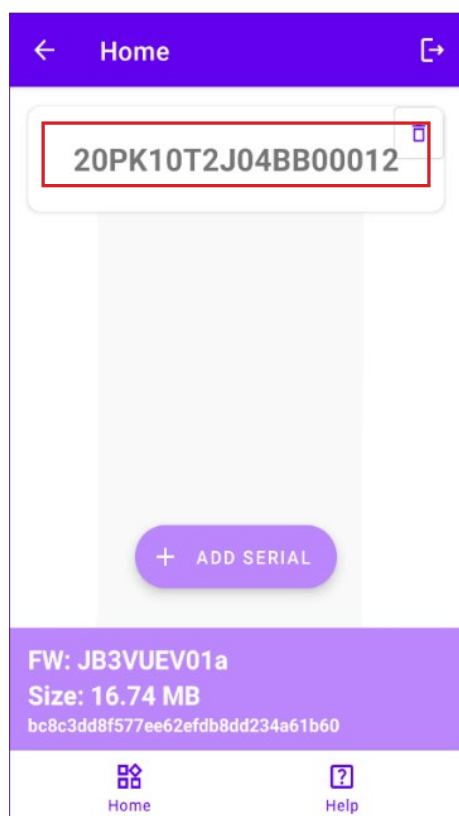 Home
20PK10T2J04BB00012
+ ADD SERIAL
FW: JB3VUEV01a
Size: 16.74 MB
bc8c3dd8f577ee62efdb8dd234a61b60
Home
Help